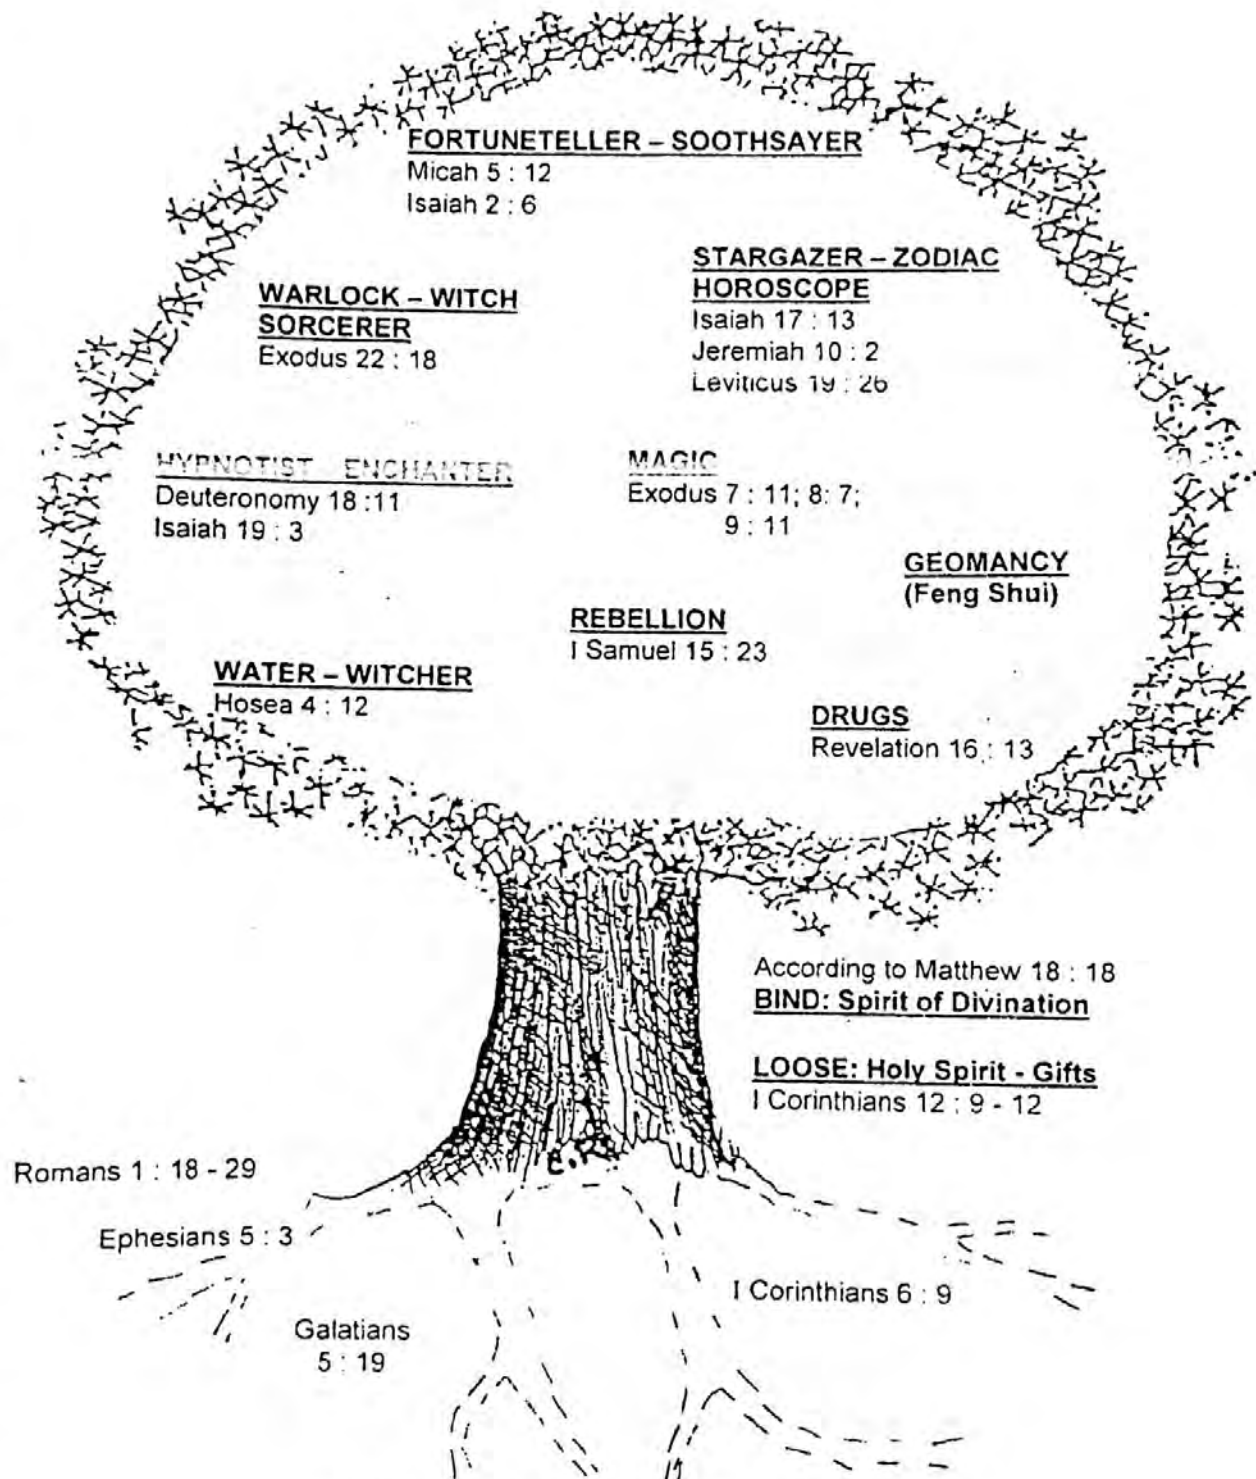 FORTUNETELLER – SOOTHSAYER
Micah 5 : 12
Isaiah 2 : 6
STARGAZER – ZODIAC
HOROSCOPE
Isaiah 17 : 13
Jeremiah 10 : 2
Leviticus 19 : 26
WARLOCK – WITCH
SORCERER
Exodus 22 : 18
HYPNOTIST ENCHANTER
Deuteronomy 18 :11
Isaiah 19 : 3
MAGIC
Exodus 7 : 11; 8: 7;
9 : 11
GEOMANCY
(Feng Shui)
REBELLION
I Samuel 15 : 23
WATER – WITCHER
Hosea 4 : 12
DRUGS
Revelation 16 : 13
According to Matthew 18 : 18
BIND: Spirit of Divination
LOOSE: Holy Spirit - Gifts
I Corinthians 12 : 9 - 12
Romans 1 : 18 - 29
Ephesians 5 : 3
I Corinthians 6 : 9
Galatians
5 : 19